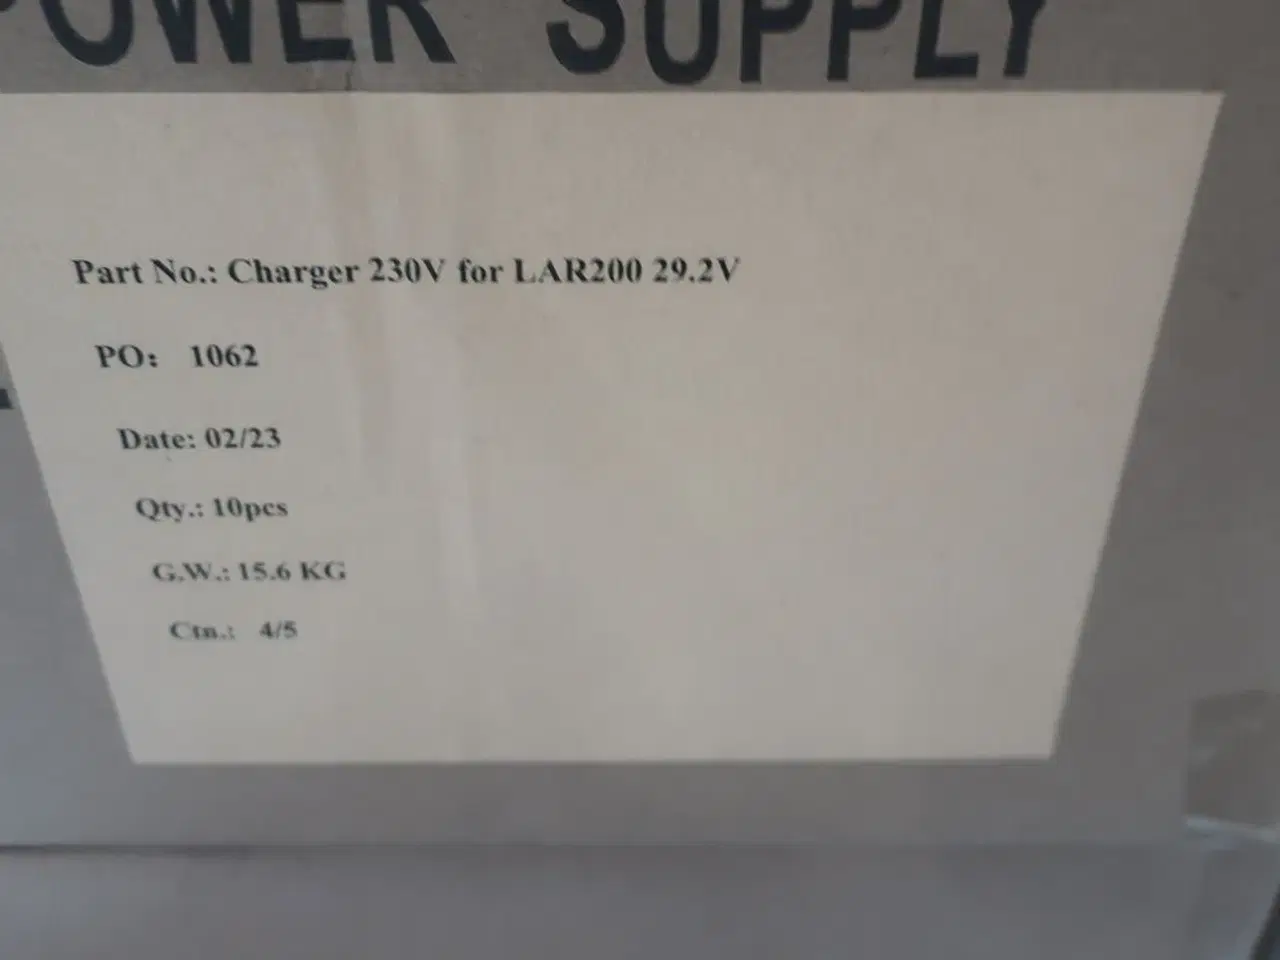 POWER SUPPLY
Part No.: Charger 230V for LAR200 29.2V
PO: 1062
Date: 02/23
Qty.: 10pcs
G.W.: 15.6 KG
Ctn.: 4/5